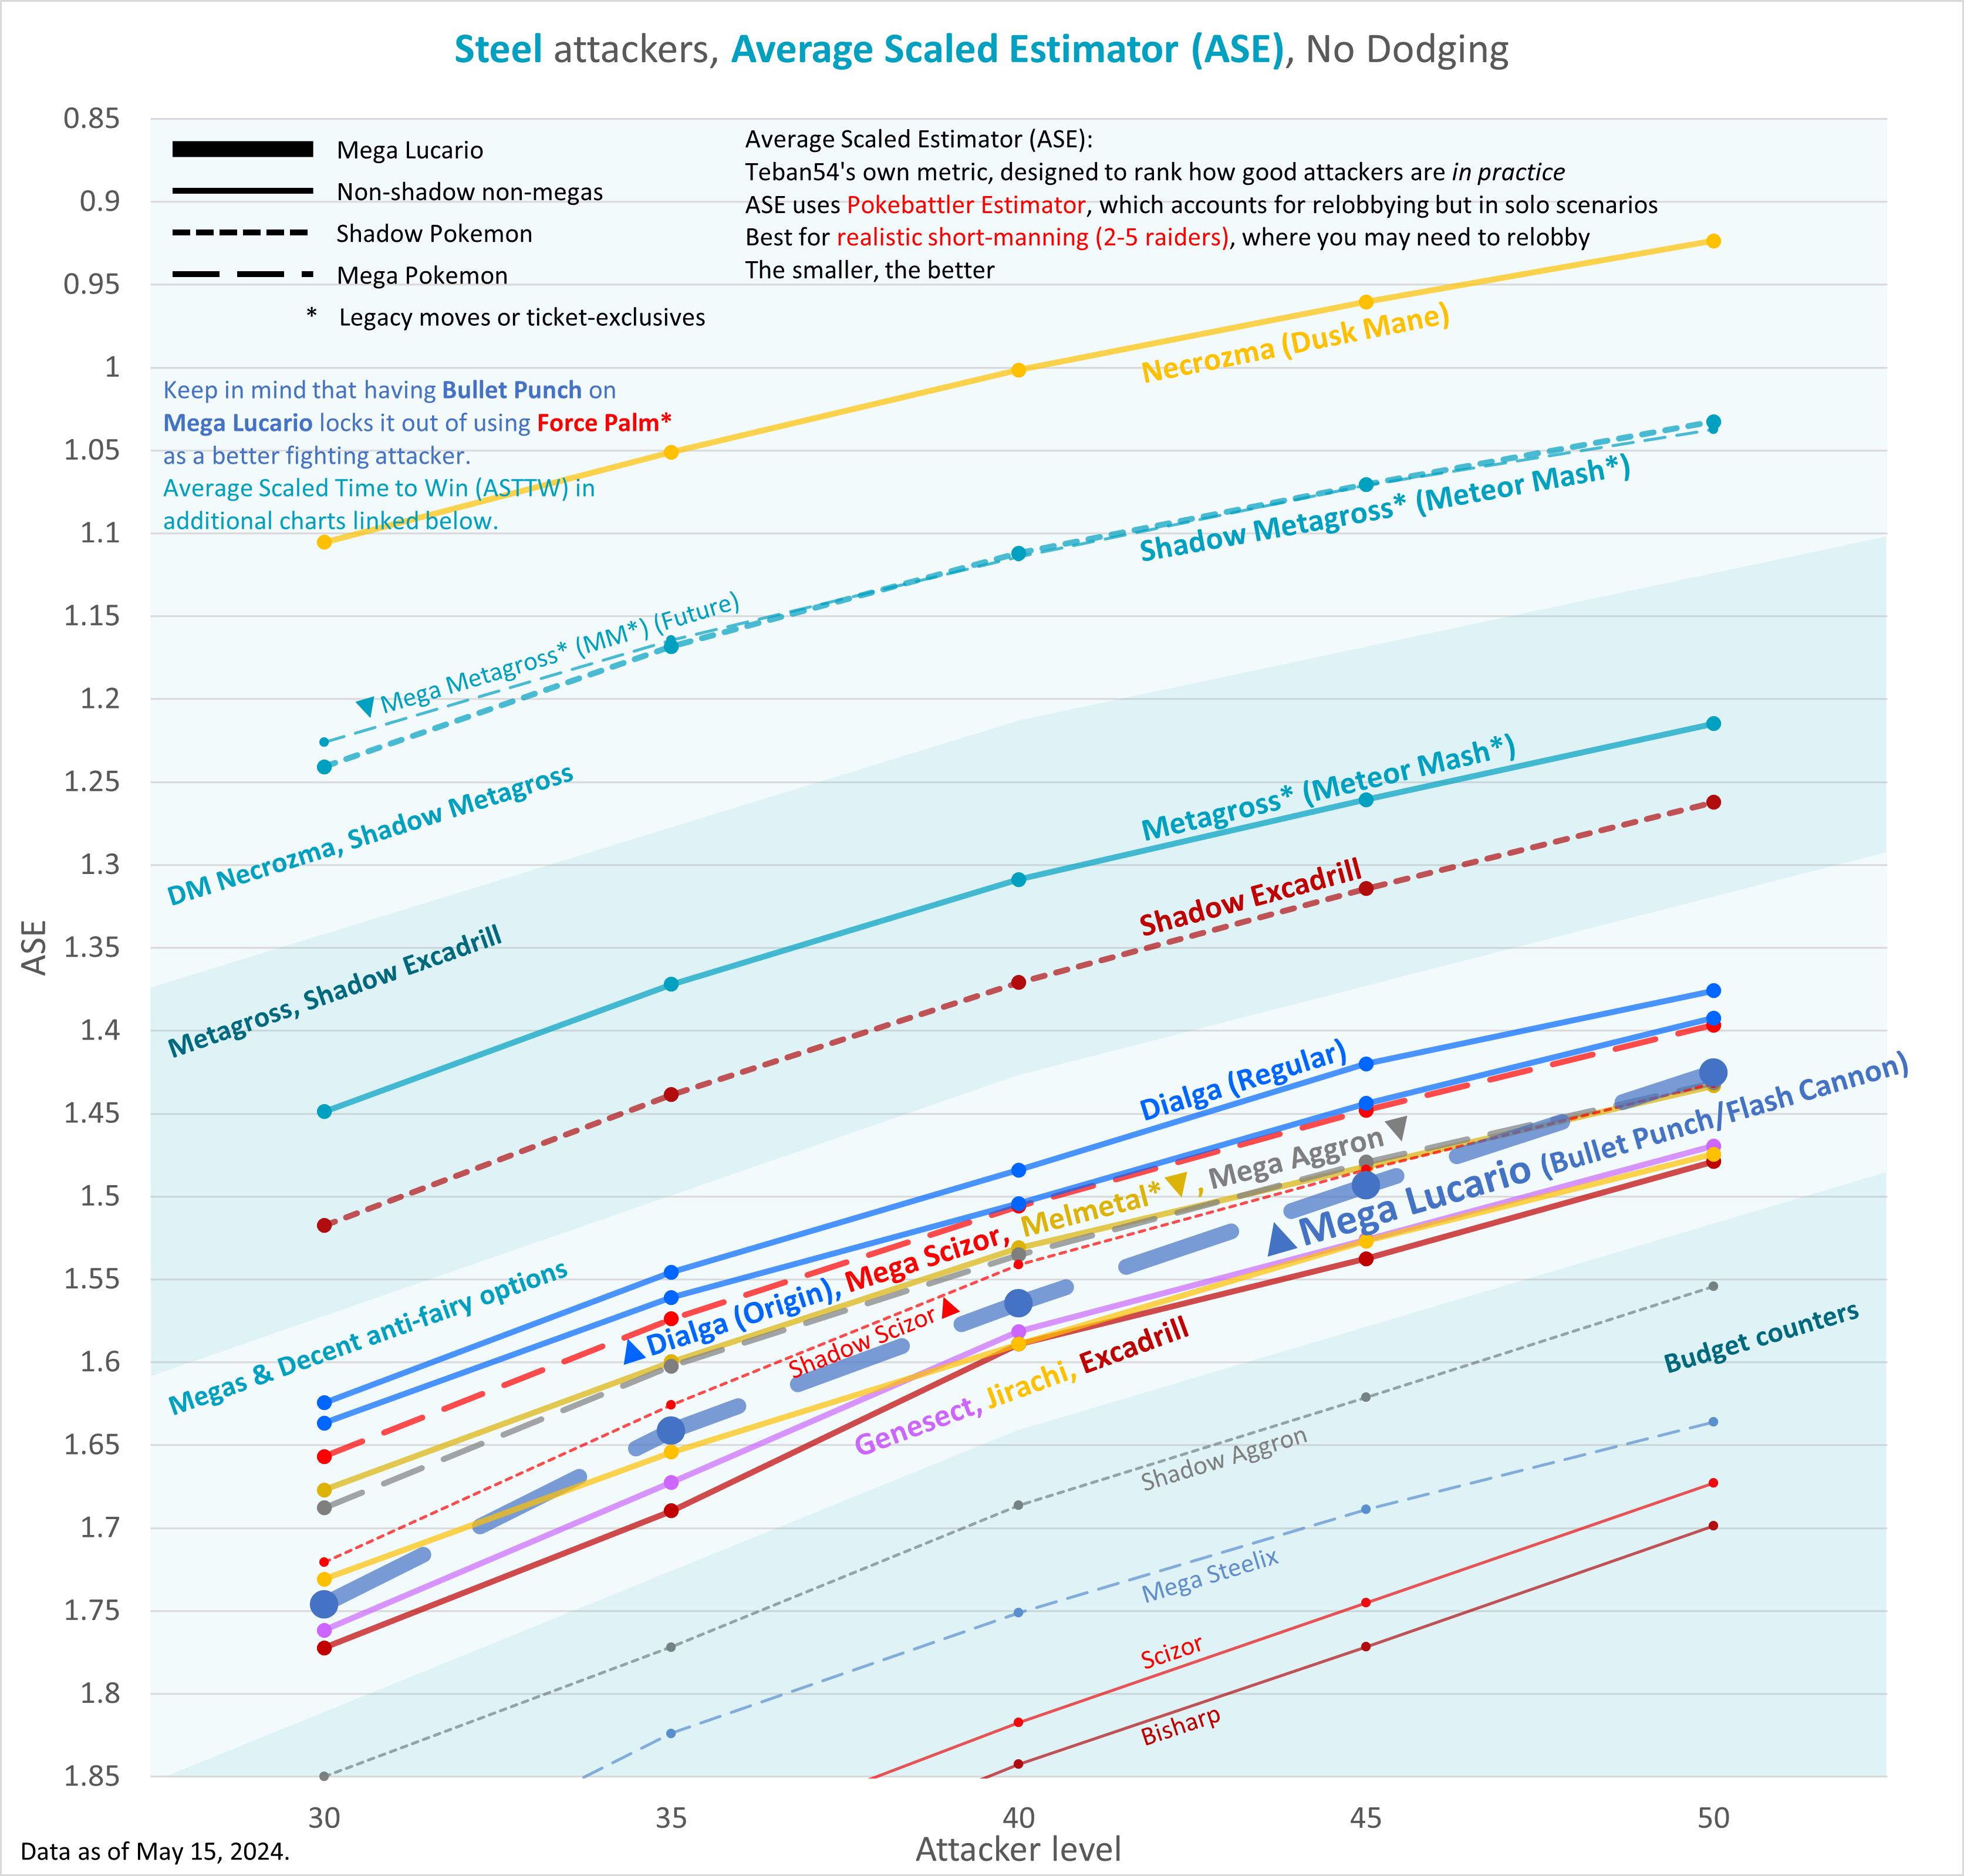 Steel attackers, Average Scaled Estimator (ASE), No Dodging
Mega Lucario
Non-shadow non-megas
Shadow Pokemon
Mega Pokemon
* Legacy moves or ticket-exclusives
Average Scaled Estimator (ASE):
Teban54's own metric, designed to rank how good attackers are in practice
ASE uses Pokebattler Estimator, which accounts for relobbying but in solo scenarios
Best for realistic short-manning (2-5 raiders), where you may need to relobby
The smaller, the better
Keep in mind that having Bullet Punch on
Mega Lucario locks it out of using Force Palm*
as a better fighting attacker.
Average Scaled Time to Win (ASTTW) in
additional charts linked below.
ASE
0.85
0.9
0.95
1
1.05
1.1
1.15
1.2
1.25
1.3
1.35
1.4
1.45
1.5
1.55
1.6
1.65
1.7
1.75
1.8
1.85
Necrozma (Dusk Mane)
Shadow Metagross* (Meteor Mash*)
▼Mega Metagross* (MM*) (Future)
DM Necrozma, Shadow Metagross
Metagross* (Meteor Mash*)
Shadow Excadrill
Metagross, Shadow Excadrill
Dialga (Regular)
▲Dialga (Origin), Mega Scizor, Melmetal*▼, Mega Aggron▼
▲Mega Lucario (Bullet Punch/Flash Cannon)
Megas & Decent anti-fairy options
Shadow Scizor▲
Genesect, Jirachi, Excadrill
Budget counters
Shadow Aggron
Mega Steelix
Scizor
Bisharp
30
35
40
45
50
Attacker level
Data as of May 15, 2024.